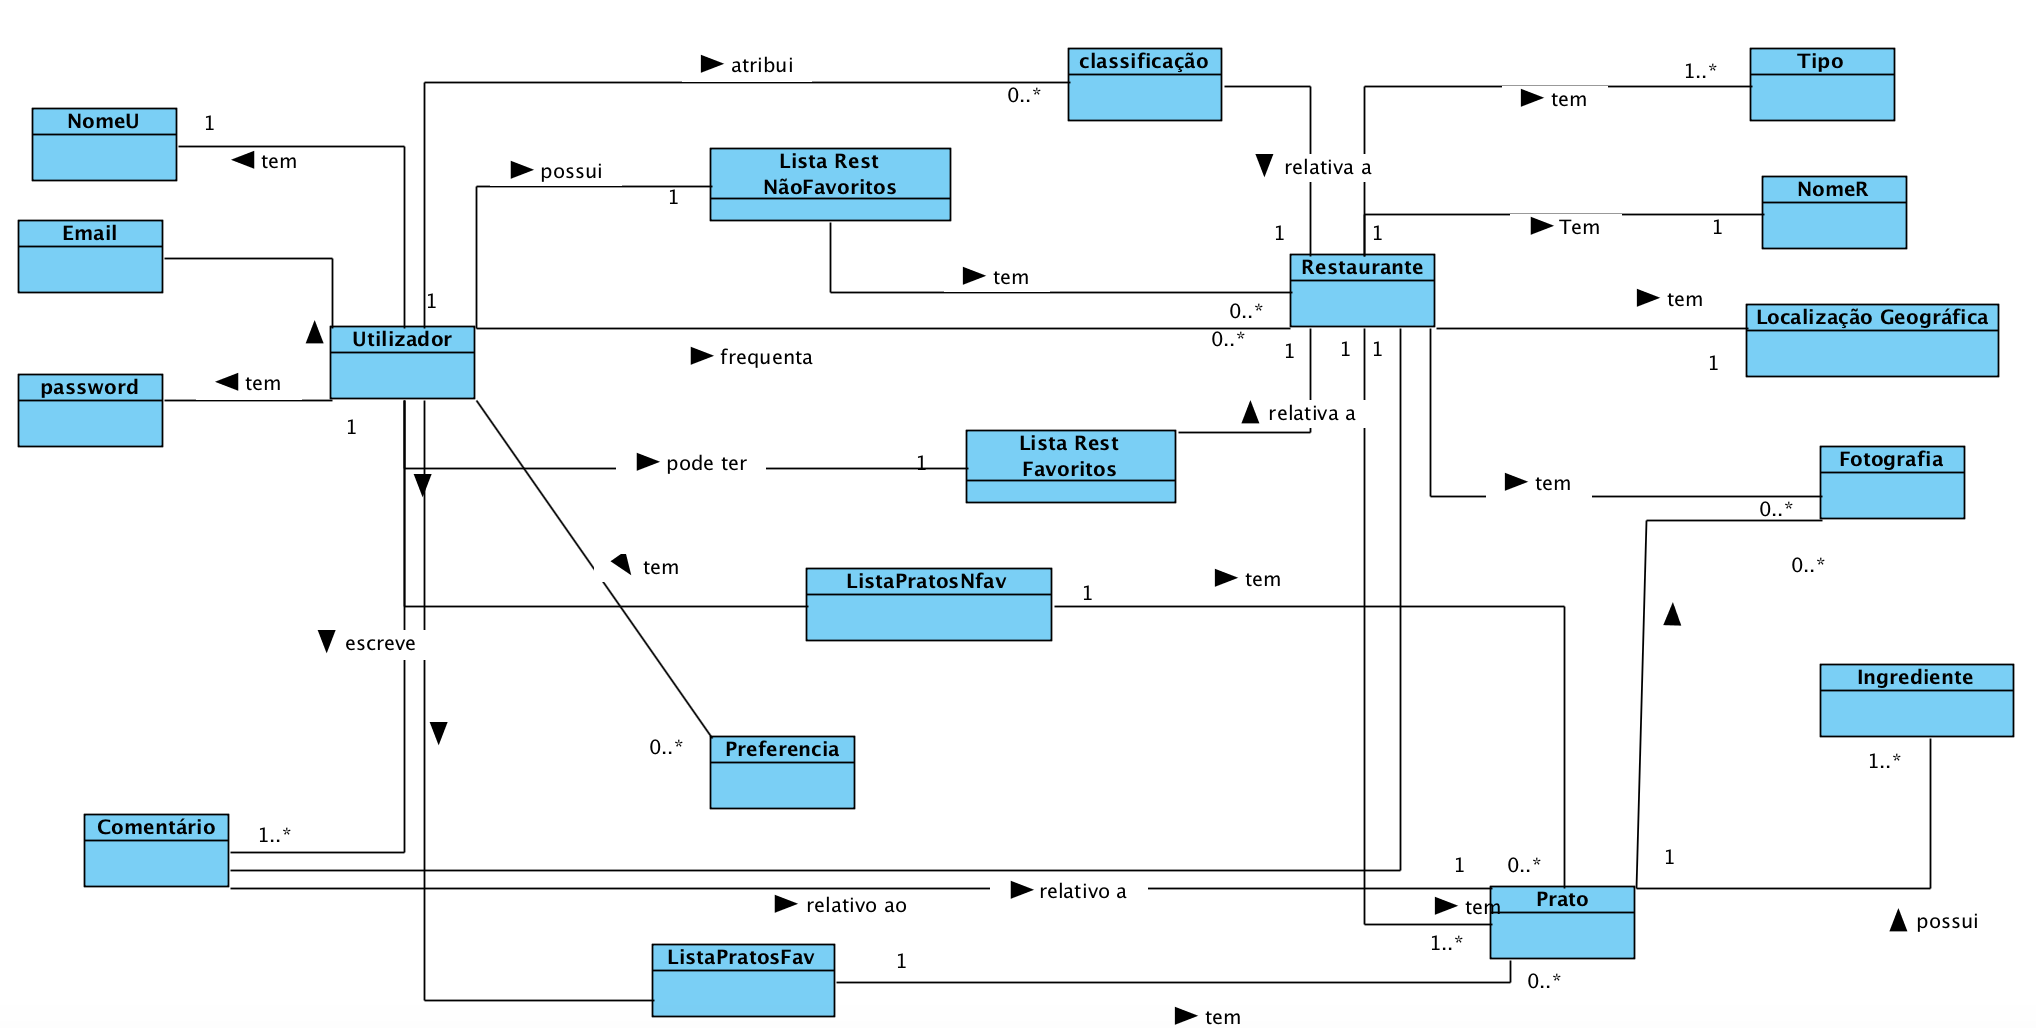 classificação
Tipo
atribui
1..*
0..*
tem
NomeU
1
tem
Lista Rest
NãoFavoritos
possui
1
relativa a
NomeR
Tem
1
1
1
Email
Restaurante
tem
0..*
tem
1
Utilizador
0..*
frequenta
1
1
1
Localização Geográfica
1
password
tem
1
relativa a
Lista Rest
Favoritos
pode ter
1
Fotografia
tem
0..*
0..*
tem
ListaPratosNfav
1
tem
escreve
Ingrediente
1..*
0..*
Preferencia
Comentário
1..*
1
0..*
1
relativo a
relativo ao
tem
Prato
possui
1..*
ListaPratosFav
1
0..*
tem